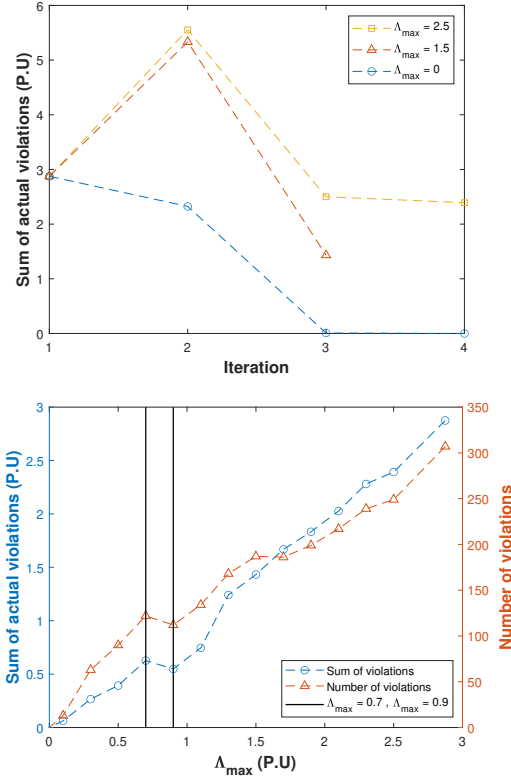 6
5
4
3
2
1
0
Sum of actual violations (P.U)
Λmax = 2.5
Λmax = 1.5
Λmax = 0
1 2 3 4
Iteration
3
2.5
2
1.5
1
0.5
0
Sum of actual violations (P.U)
350
300
250
200
150
100
50
0
Number of violations
Sum of violations
Number of violations
Λmax = 0.7 , Λmax = 0.9
0 0.5 1 1.5 2 2.5 3
Λmax (P.U)